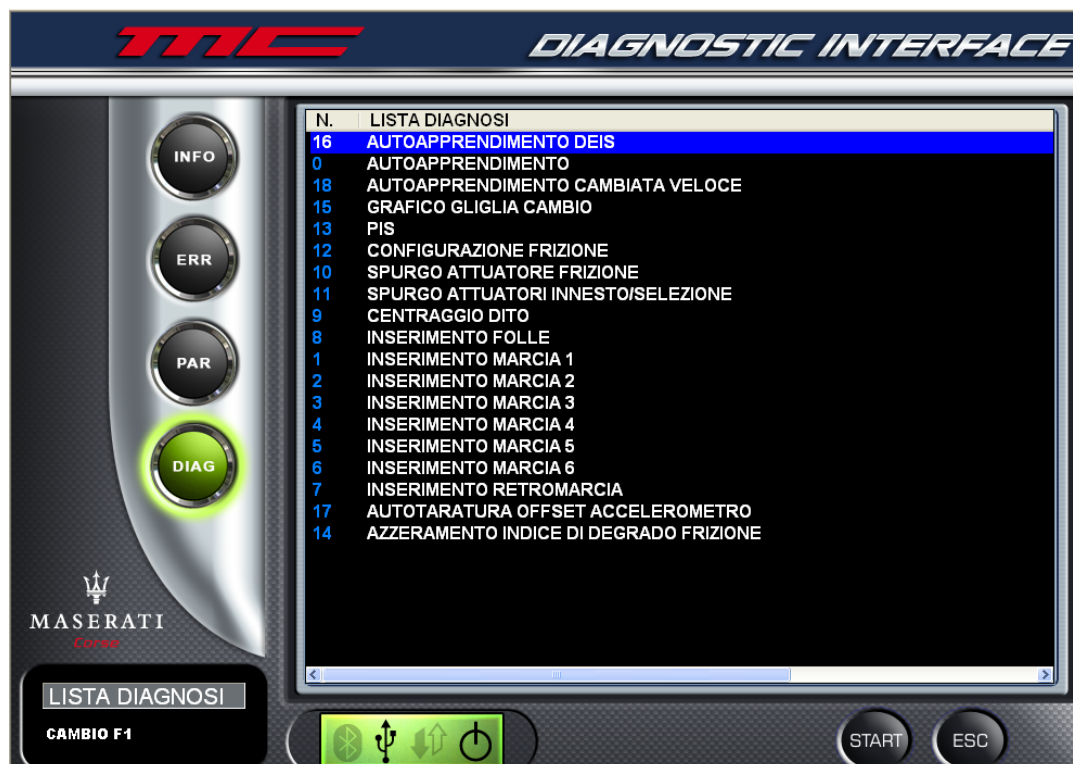 MC
DIAGNOSTIC INTERFACE
INFO
ERR
PAR
DIAG
MASERATI
Corse
N. LISTA DIAGNOSI
16 AUTOAPPRENDIMENTO DEIS
0 AUTOAPPRENDIMENTO
18 AUTOAPPRENDIMENTO CAMBIATA VELOCE
15 GRAFICO GLIGLIA CAMBIO
13 PIS
12 CONFIGURAZIONE FRIZIONE
10 SPURGO ATTUATORE FRIZIONE
11 SPURGO ATTUATORI INNESTO/SELEZIONE
9 CENTRAGGIO DITO
8 INSERIMENTO FOLLE
1 INSERIMENTO MARCIA 1
2 INSERIMENTO MARCIA 2
3 INSERIMENTO MARCIA 3
4 INSERIMENTO MARCIA 4
5 INSERIMENTO MARCIA 5
6 INSERIMENTO MARCIA 6
7 INSERIMENTO RETROMARCIA
17 AUTOTARATURA OFFSET ACCELEROMETRO
14 AZZERAMENTO INDICE DI DEGRADO FRIZIONE
LISTA DIAGNOSI
CAMBIO F1
START
ESC